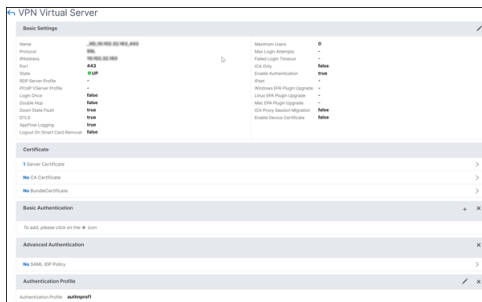 VPN Virtual Server
Basic Settings
Name
Protocol
IPAddress
Port 443
State UP
RDP Server Profile -
PCoIP VServer Profile -
Login Once false
Double Hop false
Down State Flush true
DTLS true
AppFlow Logging true
Logout On Smart Card Removal false
Maximum Users 0
Max Login Attempts -
Failed Login Timeout -
ICA Only false
Enable Authentication true
IPset -
Windows EPA Plugin Upgrade -
Linux EPA Plugin Upgrade -
Mac EPA Plugin Upgrade -
ICA Proxy Session Migration false
Enable Device Certificate false
Certificate
1 Server Certificate
No CA Certificate
No BundleCertificate
Basic Authentication
To add, please click on the + icon
Advanced Authentication
No SAML IDP Policy
Authentication Profile
Authentication Profile authnprof1